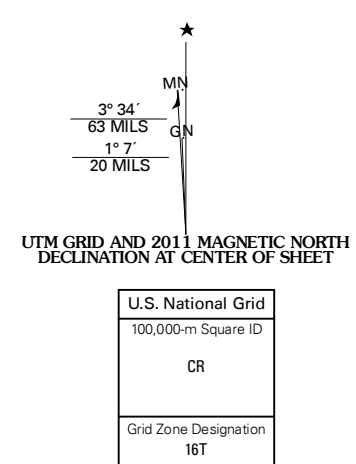 ★
MN
3° 34´
63 MILS
GN
1° 7´
20 MILS
UTM GRID AND 2011 MAGNETIC NORTH
DECLINATION AT CENTER OF SHEET
U.S. National Grid
100,000-m Square ID
CR
Grid Zone Designation
16T